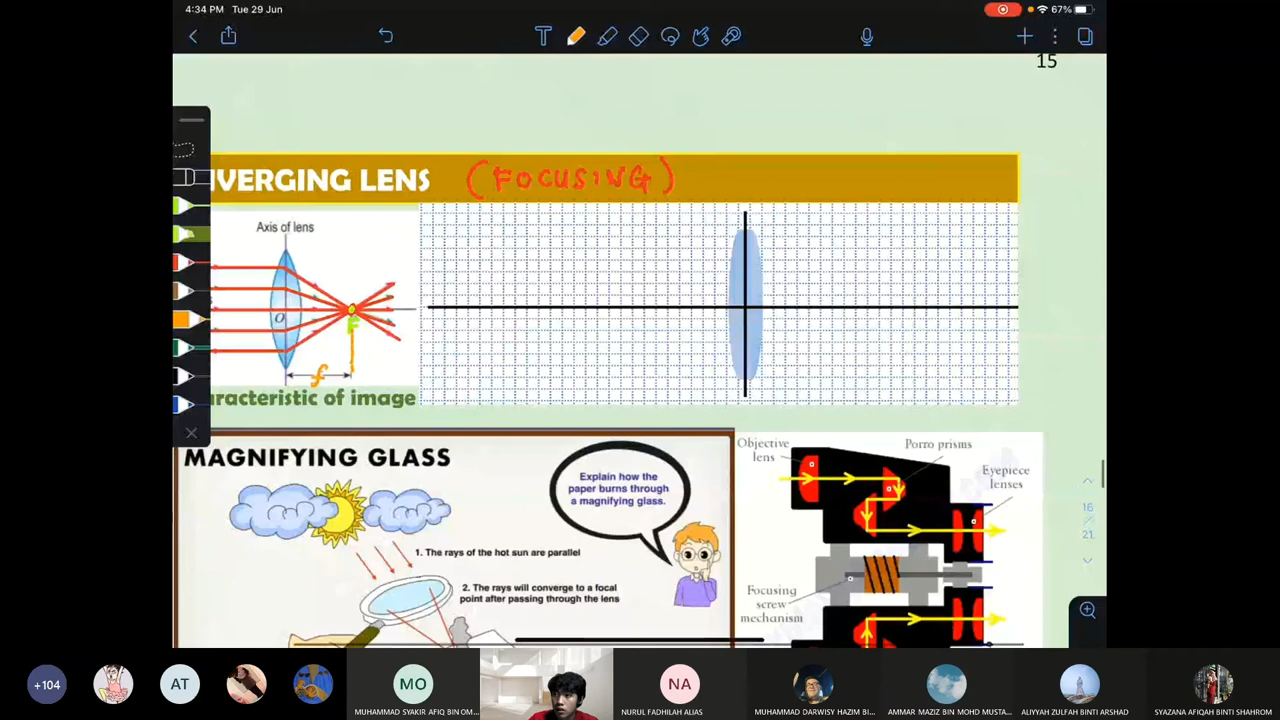 4:34 PM Tue 29 Jun
67%
15
VERGING LENS (FOCUSING)
Axis of lens
O
F
f
racteristic of image
MAGNIFYING GLASS
Explain how the
paper burns through
a magnifying glass.
1. The rays of the hot sun are parallel
2. The rays will converge to a focal
point after passing through the lens
Objective
lens
Porro prisms
Eyepiece
lenses
Focusing
screw
mechanism
16
21
+104
AT
MO
NA
MUHAMMAD SYAKIR AFIQ BIN OM...
NURUL FADHILAH ALIAS
MUHAMMAD DARWISY HAZIM BI...
AMMAR MAZIZ BIN MOHD MUSTA...
ALIYYAH ZULFAH BINTI ARSHAD
SYAZANA AFIQAH BINTI SHAHROM